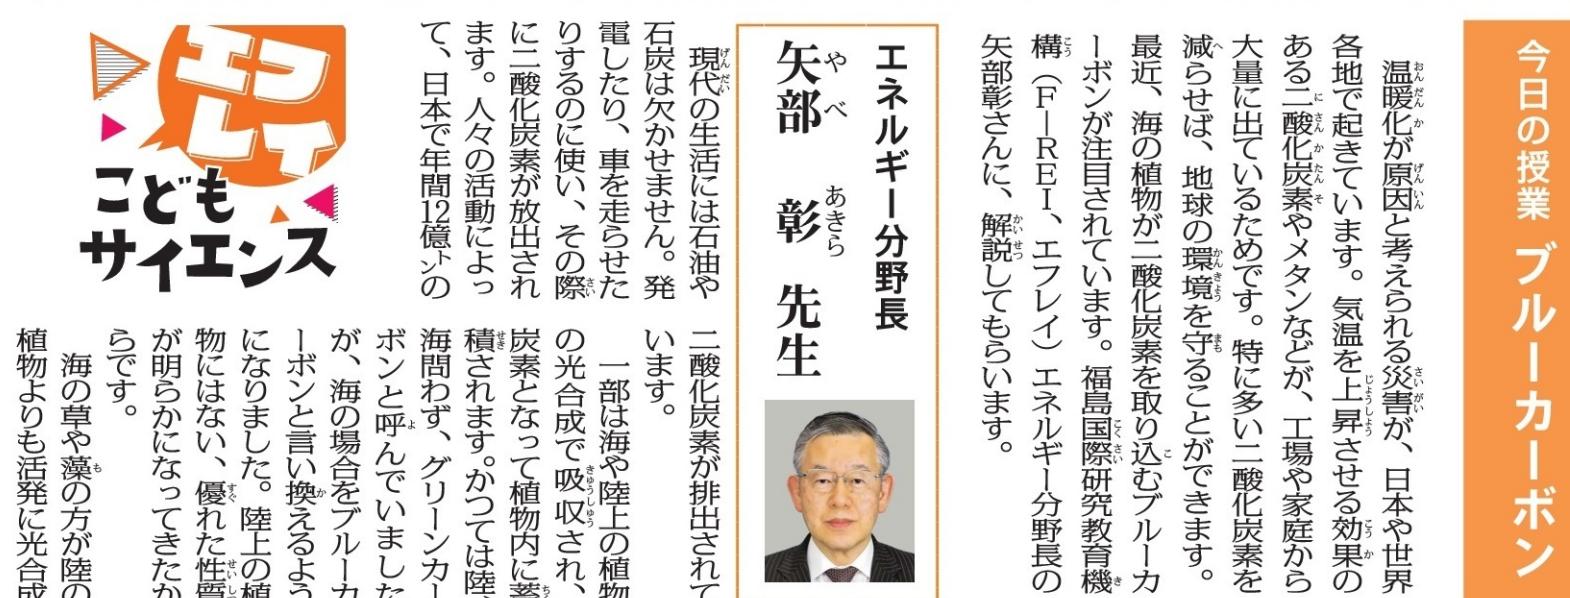 今日の授業 ブルーカーボン
温暖化が原因と考えられる災害が、日本や世界
各地で起きています。気温を上昇させる効果の
ある二酸化炭素やメタンなどが、工場や家庭から
大量に出ているためです。特に多い二酸化炭素を
減らせば、地球の環境を守ることができます。
最近、海の植物が二酸化炭素を取り込むブルーカ
ーボンが注目されています。福島国際研究教育機
構（F―REI、エフレイ）エネルギー分野長の
矢部彰さんに、解説してもらいます。
エネルギー分野長
矢部 彰 先生
やべ あきら
現代の生活には石油や
石炭は欠かせません。発
電したり、車を走らせた
りするのに使い、その際
に二酸化炭素が放出され
ます。人々の活動によっ
て、日本で年間12億㌧の
エフレイ
こども
サイエンス
二酸化炭素が排出されて
います。
一部は海や陸上の植物
の光合成で吸収され、
炭素となって植物内に蓄
積されます。かつては陸、
海問わず、グリーンカー
ボンと呼んでいました
が、海の場合をブルーカ
ーボンと言い換えるよう
になりました。陸上の植
物にはない、優れた性質
が明らかになってきたか
らです。
海の草や藻の方が陸の
植物よりも活発に光合成